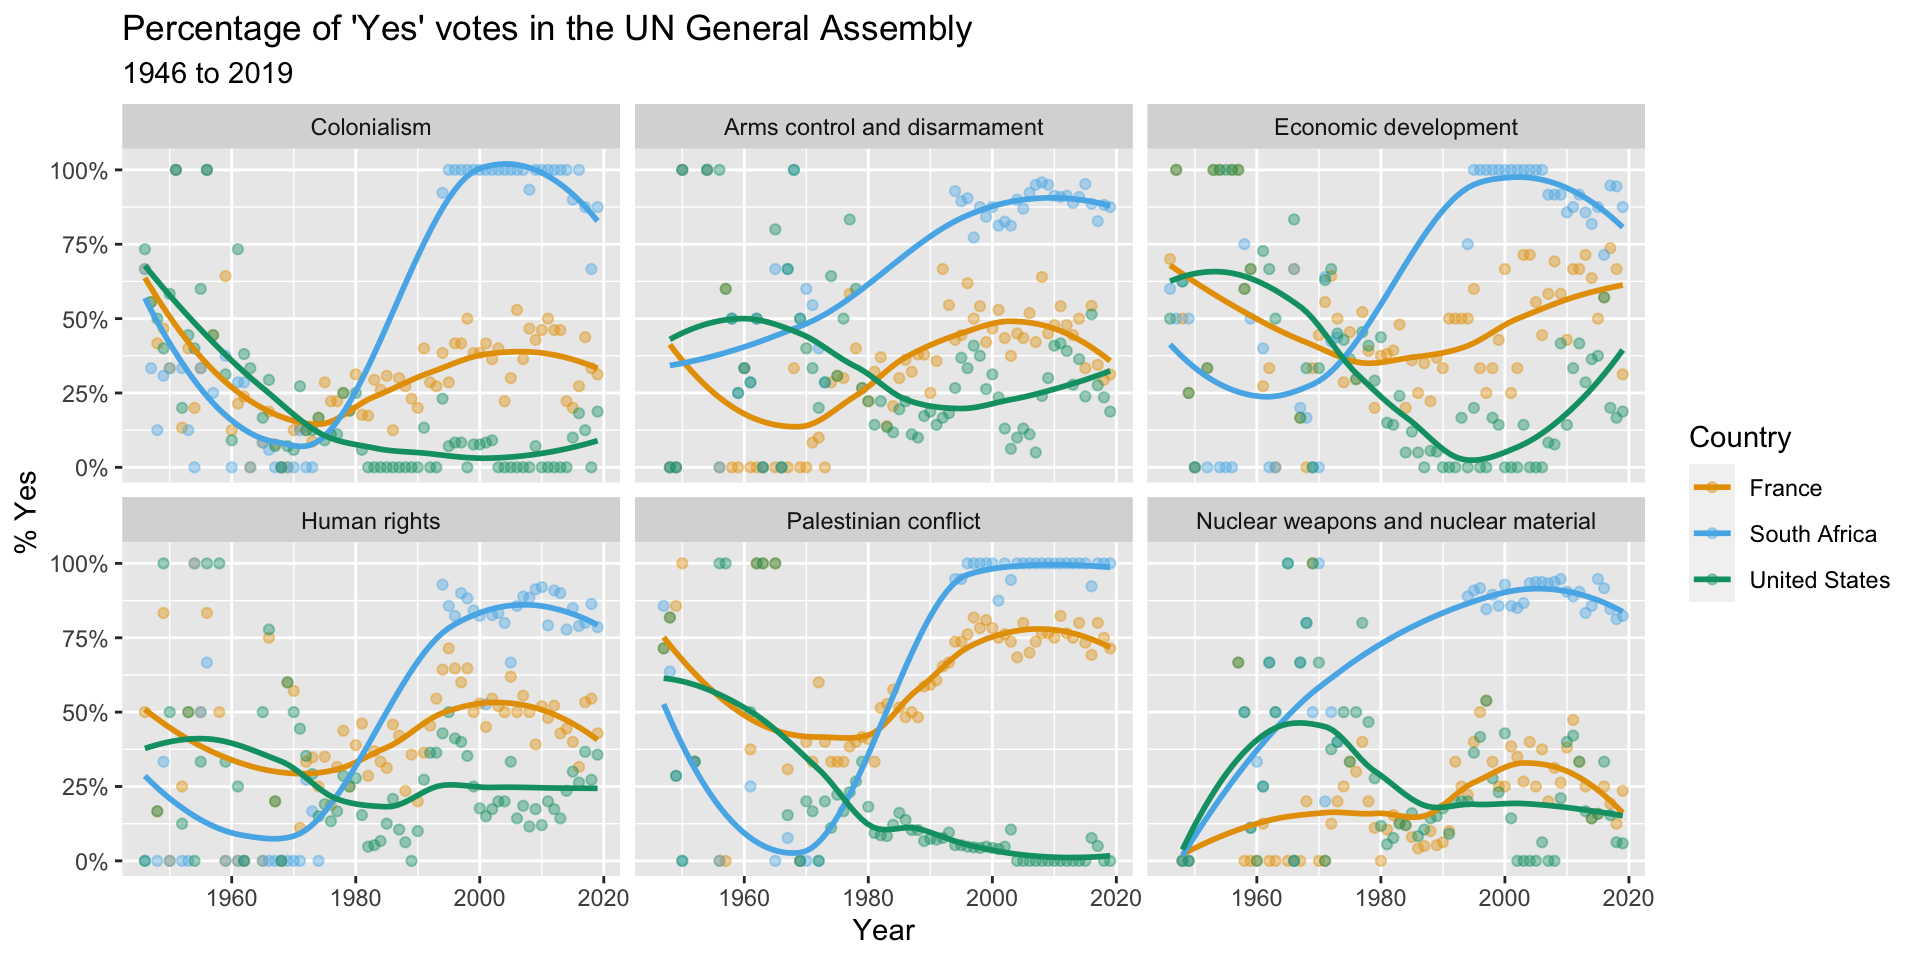 Percentage of 'Yes' votes in the UN General Assembly
1946 to 2019
Colonialism
Arms control and disarmament
Economic development
100%
75%
50%
25%
0%
Human rights
Palestinian conflict
Nuclear weapons and nuclear material
100%
75%
50%
25%
0%
1960 1980 2000 2020
1960 1980 2000 2020
1960 1980 2000 2020
% Yes
Year
Country
France
South Africa
United States